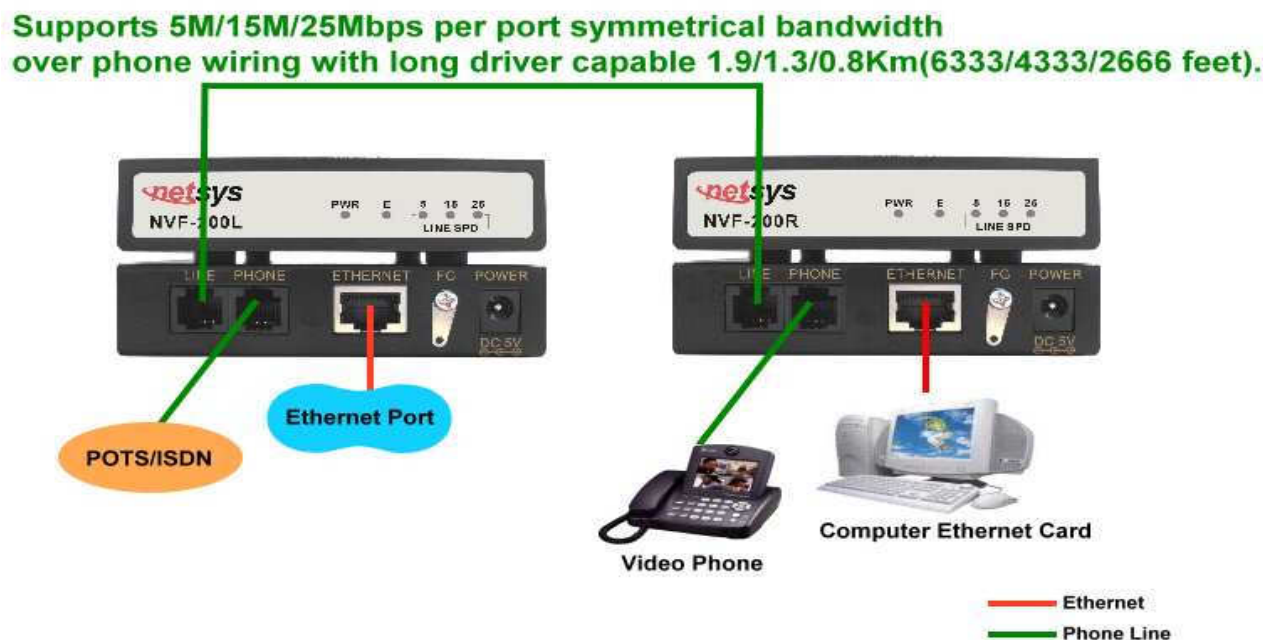 Supports 5M/15M/25Mbps per port symmetrical bandwidth
over phone wiring with long driver capable 1.9/1.3/0.8Km(6333/4333/2666 feet).
netsys
NVF-200L
PWR E 5 15 25
LINE SPD
LINE PHONE ETHERNET FG POWER
DC 5V
netsys
NVF-200R
PWR E 5 15 25
LINE SPD
LINE PHONE ETHERNET FG POWER
DC 5V
POTS/ISDN
Ethernet Port
Video Phone
Computer Ethernet Card
Ethernet
Phone Line